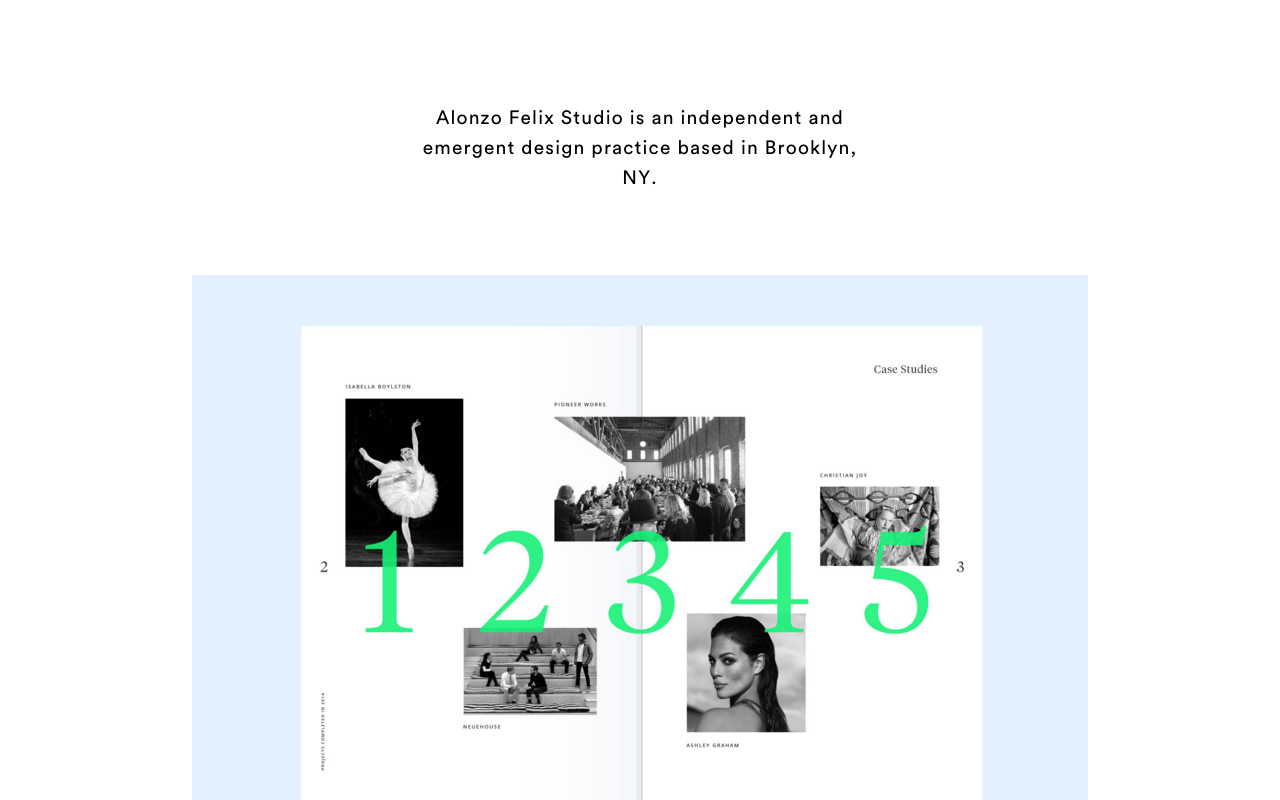 Alonzo Felix Studio is an independent and
emergent design practice based in Brooklyn,
NY.
Case Studies
ISABELLA BOYLSTON
PIONEER WORKS
CHRISTIAN JOY
2
1 2 3 4 5
3
NEUEHOUSE
ASHLEY GRAHAM
PROJECTS COMPLETED IN 2014